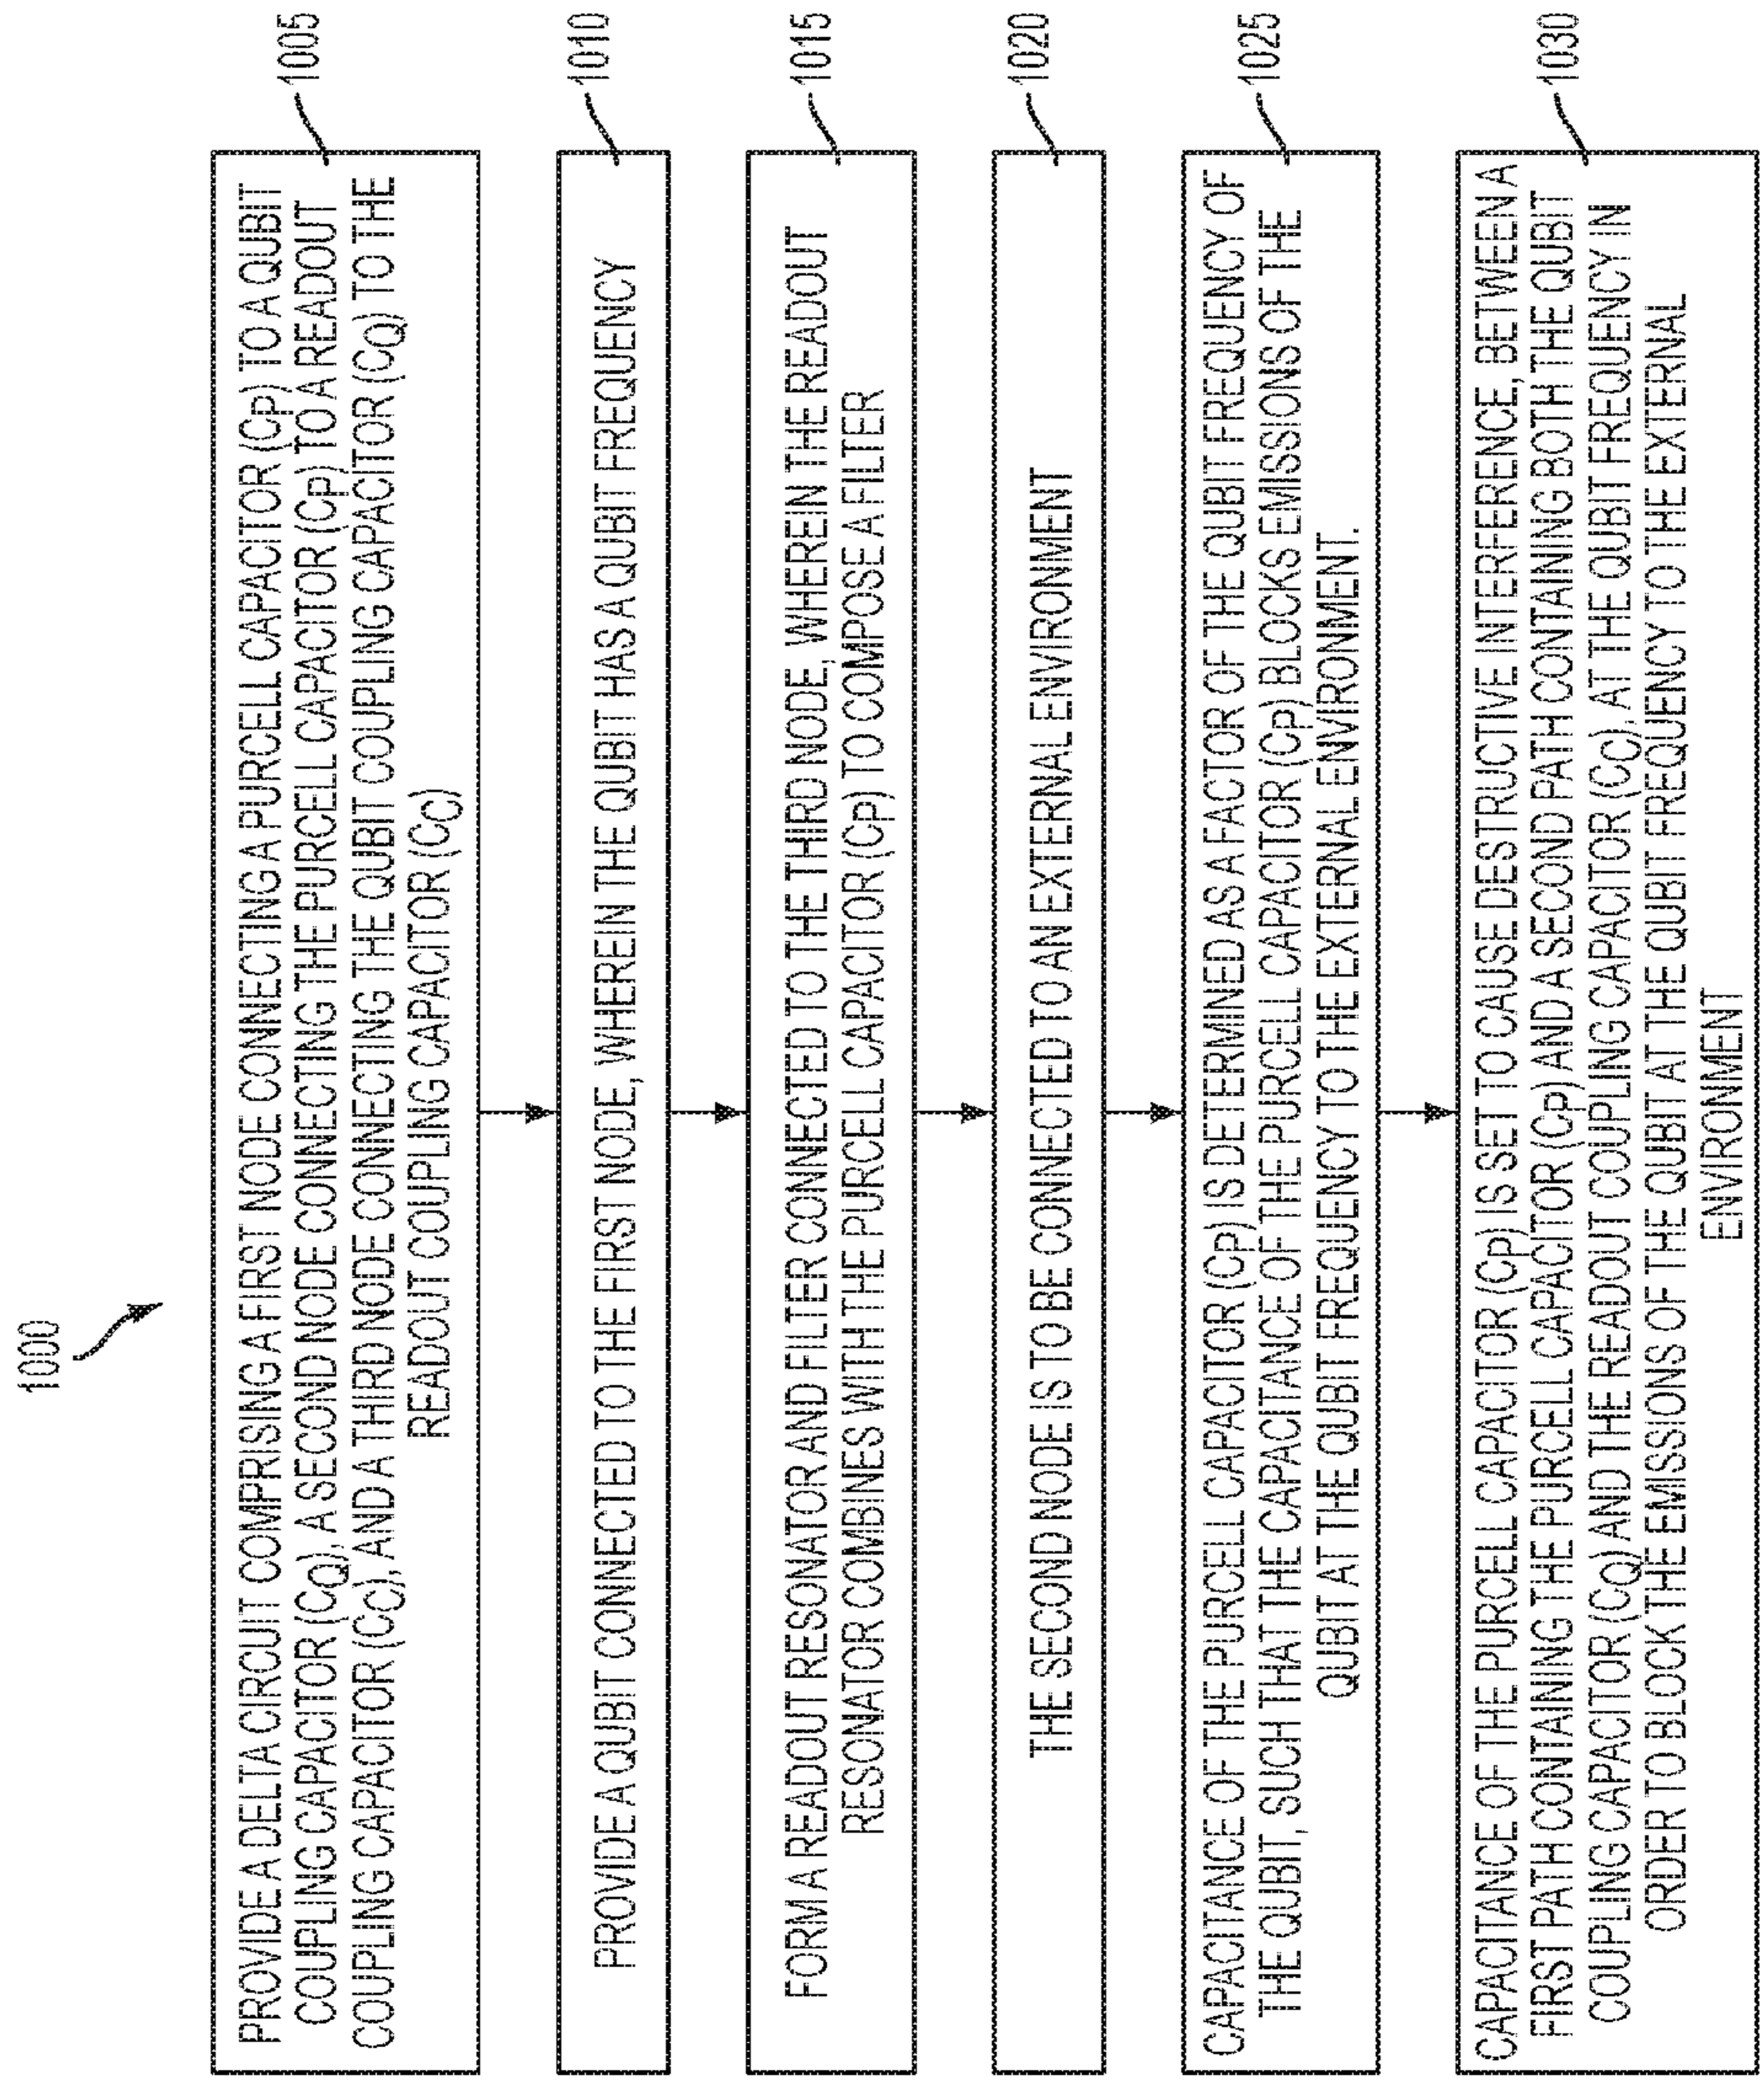 1000
PROVIDE A DELTA CIRCUIT COMPRISING A FIRST NODE CONNECTING A PURCELL CAPACITOR (CP) TO A QUBIT
COUPLING CAPACITOR (CQ), A SECOND NODE CONNECTING THE PURCELL CAPACITOR (CP) TO A READOUT
COUPLING CAPACITOR (CC), AND A THIRD NODE CONNECTING THE QUBIT COUPLING CAPACITOR (CQ) TO THE
READOUT COUPLING CAPACITOR (CC)
1005
PROVIDE A QUBIT CONNECTED TO THE FIRST NODE, WHEREIN THE QUBIT HAS A QUBIT FREQUENCY
1010
FORM A READOUT RESONATOR AND FILTER CONNECTED TO THE THIRD NODE, WHEREIN THE READOUT
RESONATOR COMBINES WITH THE PURCELL CAPACITOR (CP) TO COMPOSE A FILTER
1015
THE SECOND NODE IS TO BE CONNECTED TO AN EXTERNAL ENVIRONMENT
1020
CAPACITANCE OF THE PURCELL CAPACITOR (CP) IS DETERMINED AS A FACTOR OF THE QUBIT FREQUENCY OF
THE QUBIT, SUCH THAT THE CAPACITANCE OF THE PURCELL CAPACITOR (CP) BLOCKS EMISSIONS OF THE
QUBIT AT THE QUBIT FREQUENCY TO THE EXTERNAL ENVIRONMENT.
1025
CAPACITANCE OF THE PURCELL CAPACITOR (CP) IS SET TO CAUSE DESTRUCTIVE INTERFERENCE, BETWEEN A
FIRST PATH CONTAINING THE PURCELL CAPACITOR (CP) AND A SECOND PATH CONTAINING BOTH THE QUBIT
COUPLING CAPACITOR (CQ) AND THE READOUT COUPLING CAPACITOR (CC), AT THE QUBIT FREQUENCY IN
ORDER TO BLOCK THE EMISSIONS OF THE QUBIT AT THE QUBIT FREQUENCY TO THE EXTERNAL
ENVIRONMENT
1030